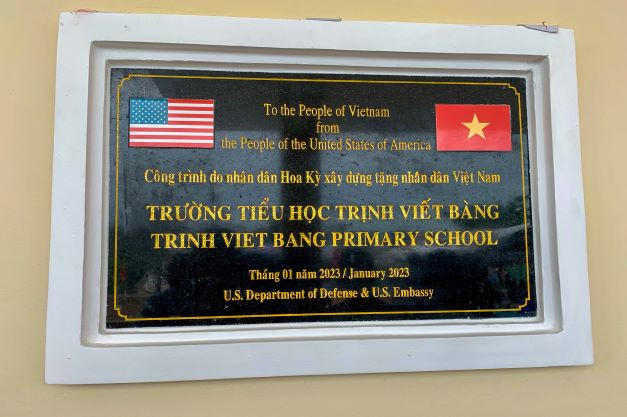 To the People of Vietnam
from
the People of the United States of America
Công trình do nhân dân Hoa Kỳ xây dựng tặng nhân dân Việt Nam
TRƯỜNG TIỂU HỌC TRỊNH VIẾT BÀNG
TRINH VIET BANG PRIMARY SCHOOL
Tháng 01 năm 2023 / January 2023
U.S. Department of Defense & U.S. Embassy